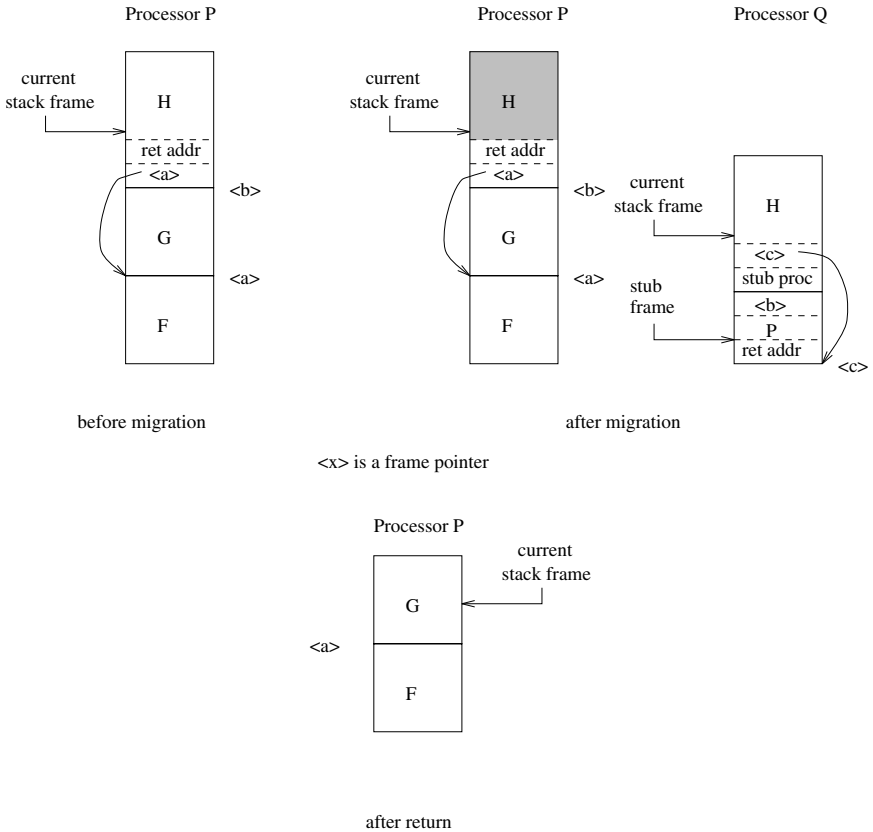 Processor P
current
stack frame
H
ret addr
<a>
<b>
G
<a>
F
before migration
Processor P
current
stack frame
H
ret addr
<a>
<b>
G
<a>
F
Processor Q
current
stack frame
H
<c>
stub proc
stub
frame
<b>
P
ret addr
<c>
after migration
<x> is a frame pointer
Processor P
current
stack frame
G
<a>
F
after return